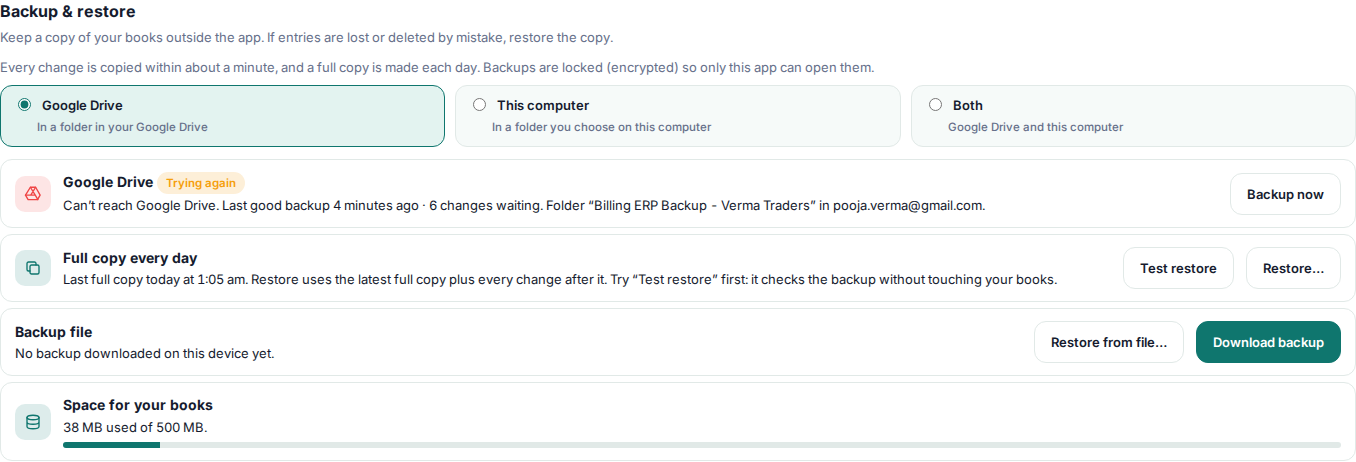 Backup & restore
Keep a copy of your books outside the app. If entries are lost or deleted by mistake, restore the copy.
Every change is copied within about a minute, and a full copy is made each day. Backups are locked (encrypted) so only this app can open them.
Google Drive
In a folder in your Google Drive
This computer
In a folder you choose on this computer
Both
Google Drive and this computer
Google Drive Trying again
Can't reach Google Drive. Last good backup 4 minutes ago · 6 changes waiting. Folder “Billing ERP Backup - Verma Traders” in pooja.verma@gmail.com.
Backup now
Full copy every day
Last full copy today at 1:05 am. Restore uses the latest full copy plus every change after it. Try “Test restore” first: it checks the backup without touching your books.
Test restore
Restore...
Backup file
No backup downloaded on this device yet.
Restore from file...
Download backup
Space for your books
38 MB used of 500 MB.